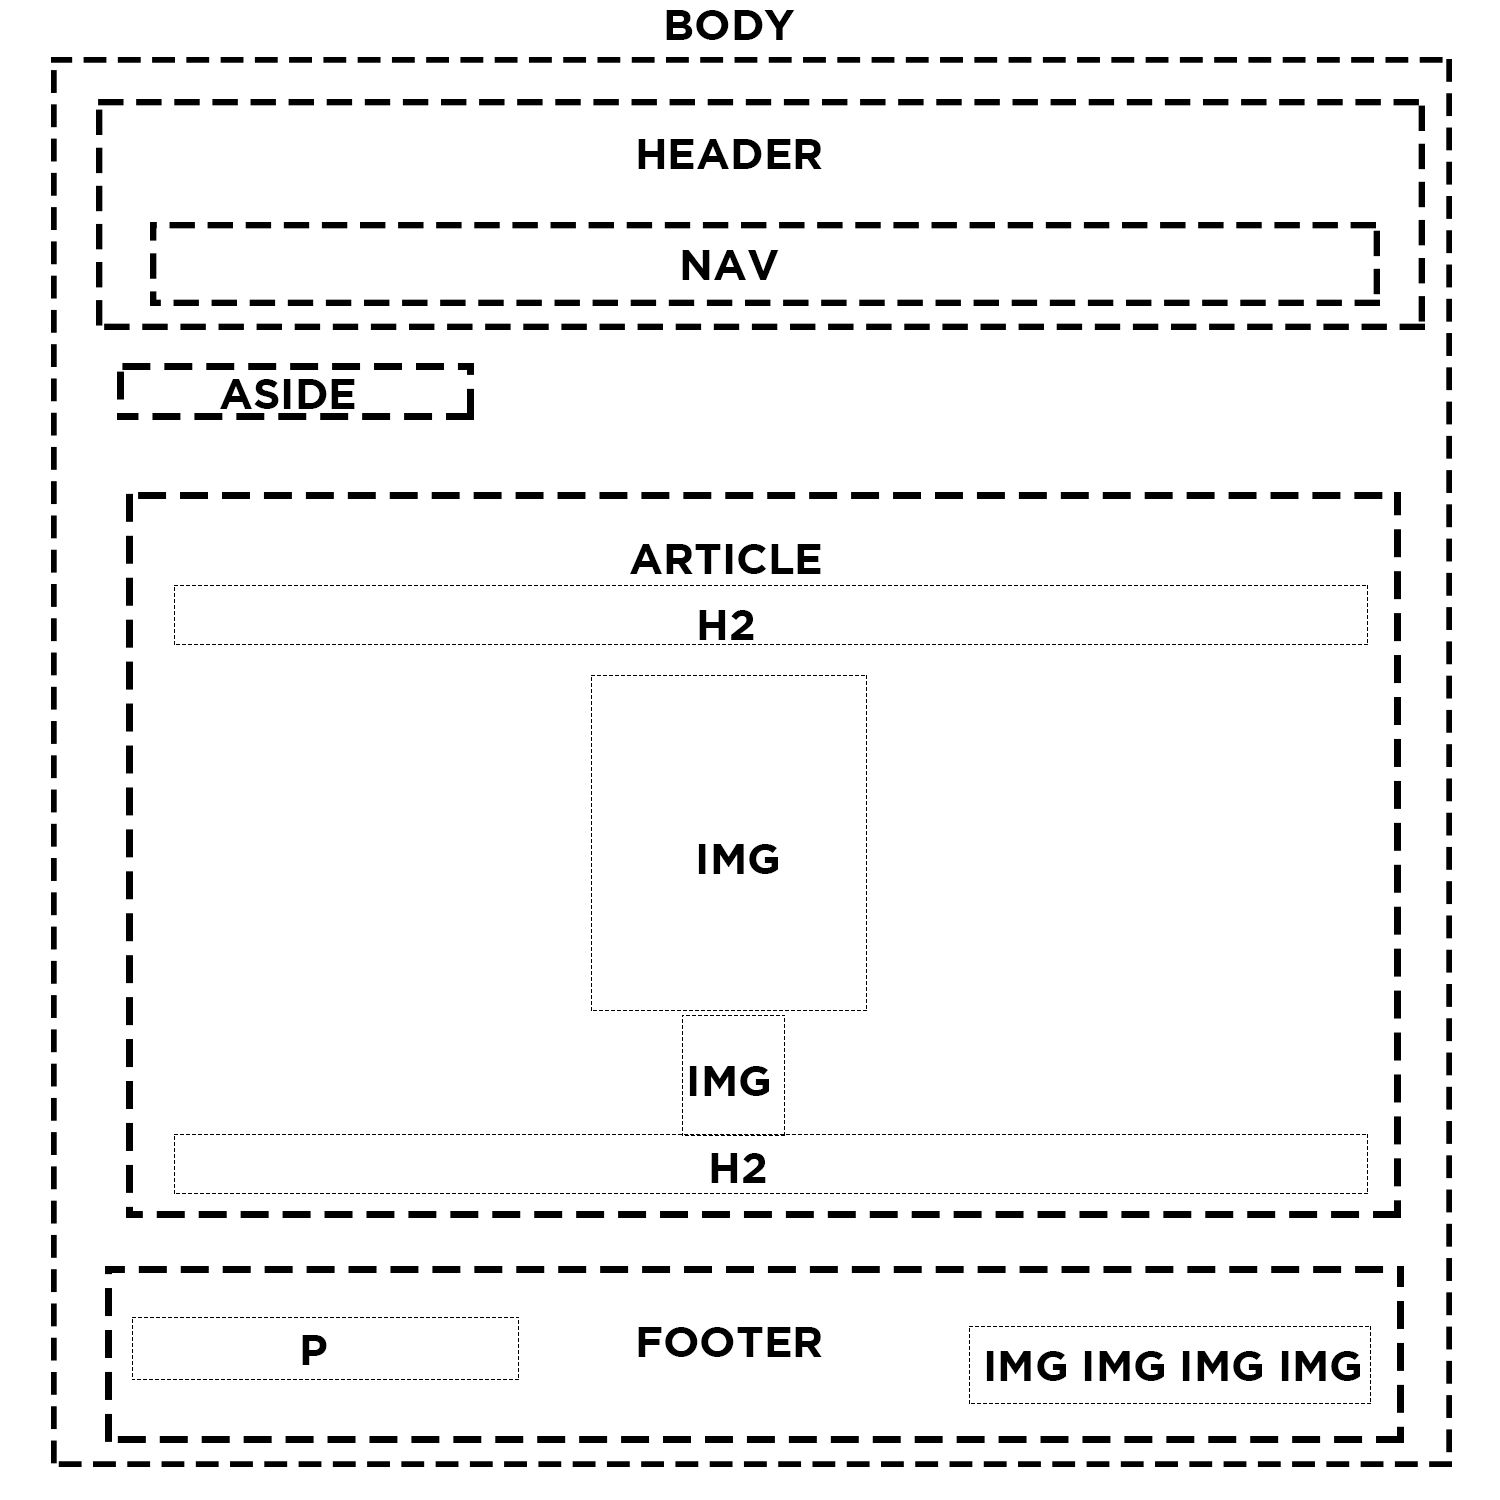 BODY
HEADER
NAV
ASIDE
ARTICLE
H2
IMG
IMG
H2
P
FOOTER
IMG IMG IMG IMG